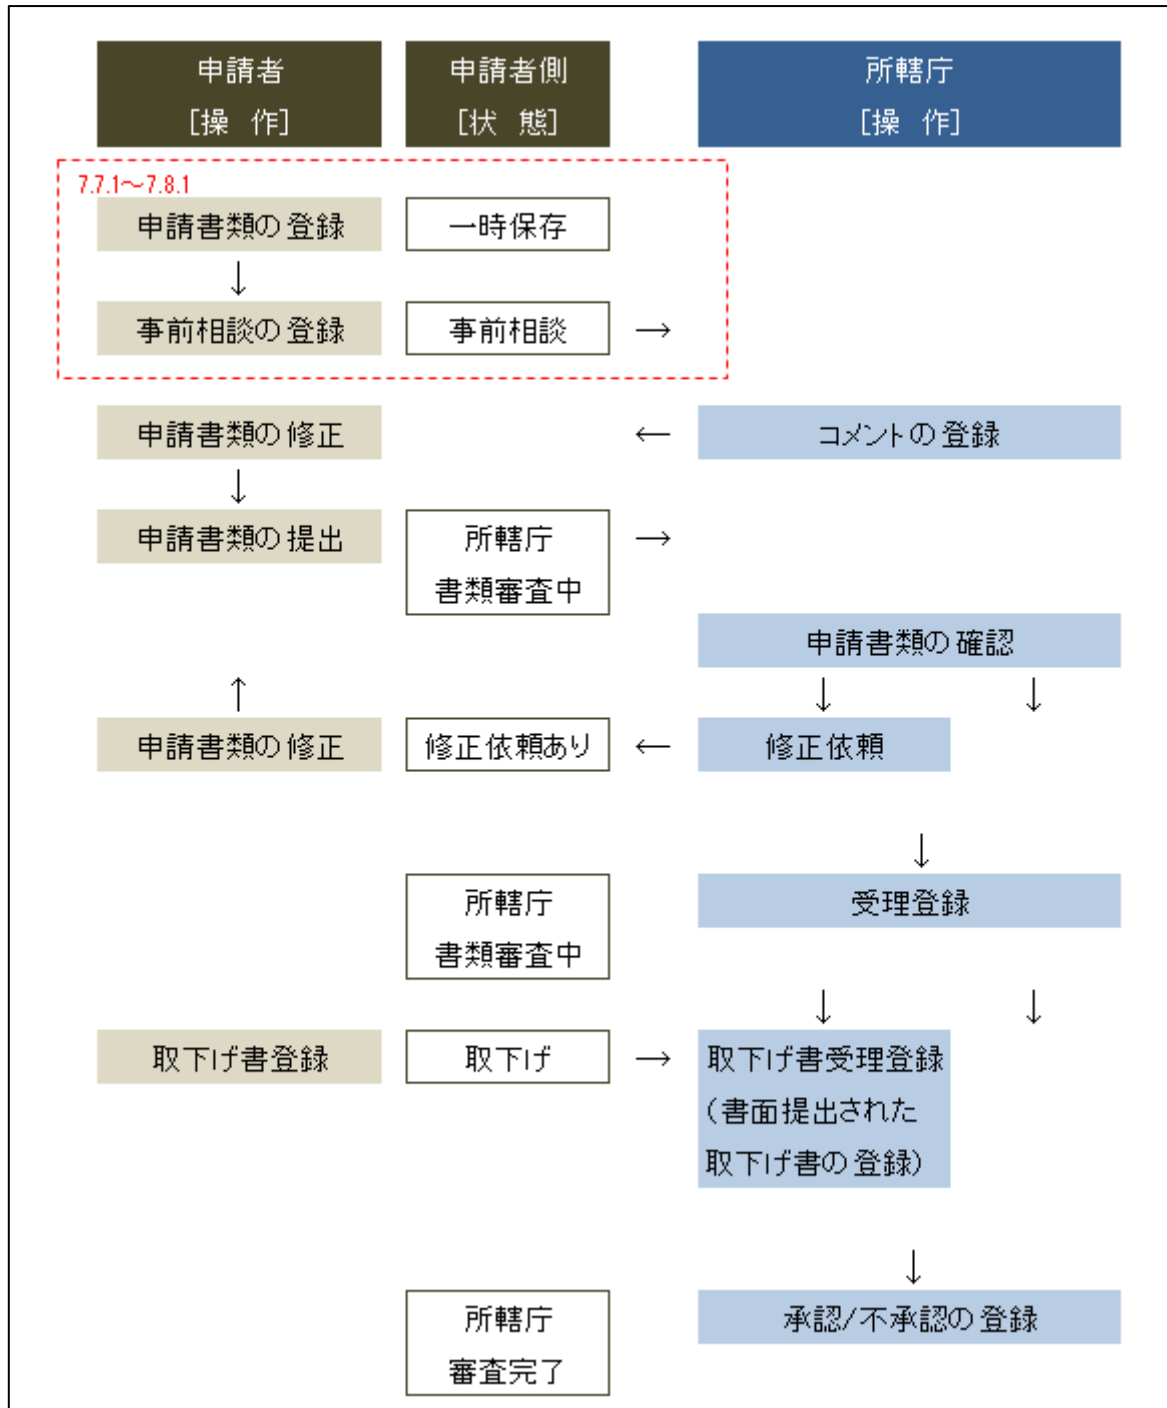 申請者
[操 作]
申請者側
[状 態]
所轄庁
[操 作]
7.7.1~7.8.1
申請書類の登録
一時保存
↓
事前相談の登録
事前相談
→
申請書類の修正
←
コメントの登録
↓
申請書類の提出
所轄庁
書類審査中
→
申請書類の確認
↑
↓
↓
申請書類の修正
修正依頼あり
←
修正依頼
↓
所轄庁
書類審査中
受理登録
↓
↓
取下げ書登録
取下げ
→
取下げ書受理登録
(書面提出された
取下げ書の登録)
↓
所轄庁
審査完了
承認/不承認の登録